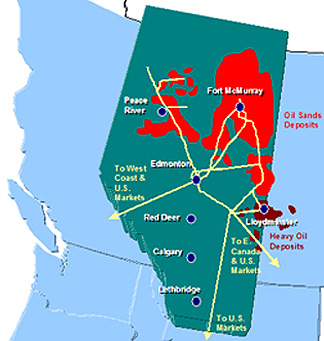 Fort McMurray
Peace
River
Oil Sands
Deposits
Edmonton
To West
Coast &
U.S.
Markets
Red Deer
Lloydminster
To E.
Canada
& U.S.
Markets
Heavy Oil
Deposits
Calgary
Lethbridge
To U.S.
Markets